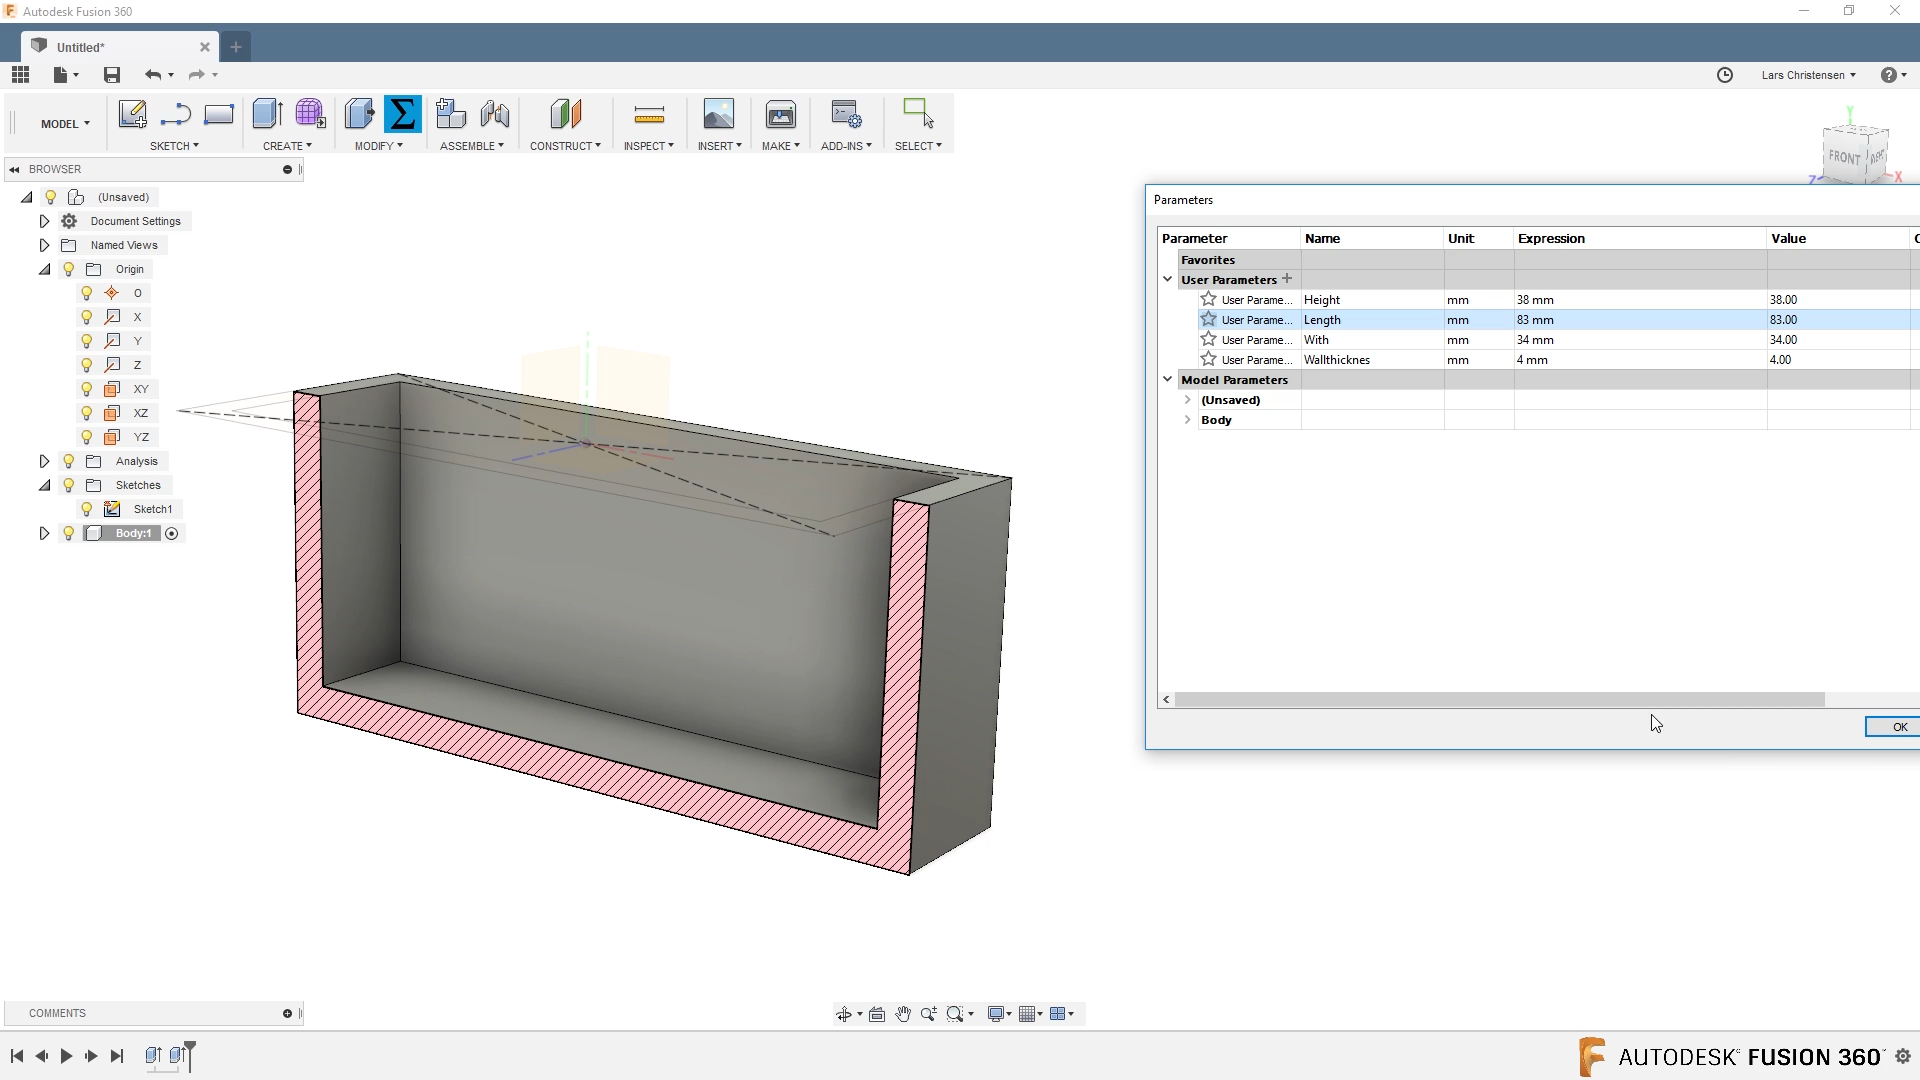 Autodesk Fusion 360
Untitled*
Lars Christensen
MODEL
SKETCH
CREATE
MODIFY
ASSEMBLE
CONSTRUCT
INSPECT
INSERT
MAKE
ADD-INS
SELECT
Y
FRONT
Z
X
BROWSER
(Unsaved)
Document Settings
Named Views
Origin
O
X
Y
Z
XY
XZ
YZ
Analysis
Sketches
Sketch1
Body:1
Parameters
Parameter Name Unit Expression Value
Favorites
User Parameters
User Parame... Height mm 38 mm 38.00
User Parame... Length mm 83 mm 83.00
User Parame... With mm 34 mm 34.00
User Parame... Wallthicknes mm 4 mm 4.00
Model Parameters
(Unsaved)
Body
OK
COMMENTS
AUTODESK FUSION 360